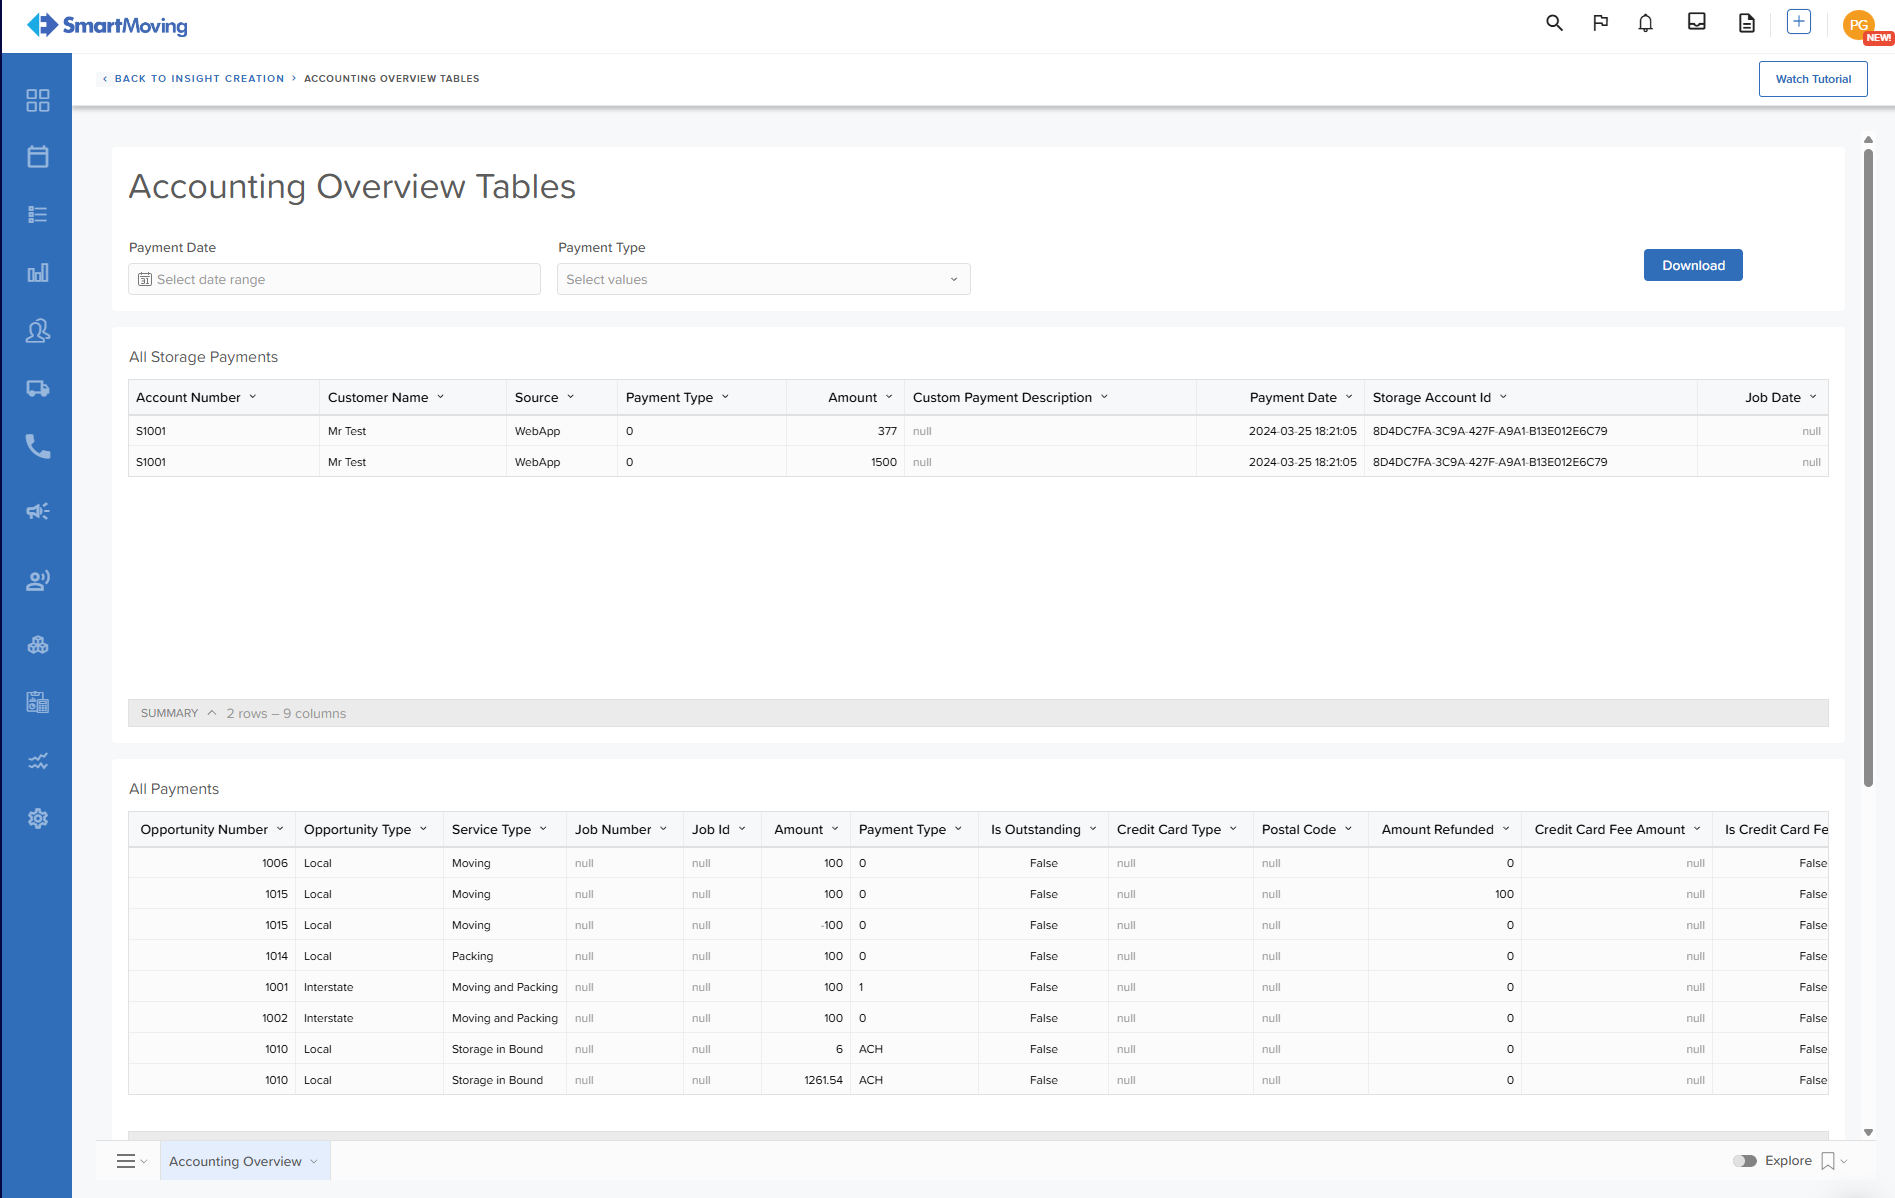 SmartMoving
PG
NEW!
‹ BACK TO INSIGHT CREATION › ACCOUNTING OVERVIEW TABLES
Watch Tutorial
Accounting Overview Tables
Payment Date Payment Type
31 Select date range Select values
Download
All Storage Payments
Account Number Customer Name Source Payment Type Amount Custom Payment Description Payment Date Storage Account Id Job Date
S1001 Mr Test WebApp 0 377 null 2024-03-25 18:21:05 8D4DC7FA-3C9A-427F-A9A1-B13E012E6C79 null
S1001 Mr Test WebApp 0 1500 null 2024-03-25 18:21:05 8D4DC7FA-3C9A-427F-A9A1-B13E012E6C79 null
SUMMARY 2 rows – 9 columns
All Payments
Opportunity Number Opportunity Type Service Type Job Number Job Id Amount Payment Type Is Outstanding Credit Card Type Postal Code Amount Refunded Credit Card Fee Amount Is Credit Card Fe
1006 Local Moving null null 100 0 False null null 0 null False
1015 Local Moving null null 100 0 False null null 100 null False
1015 Local Moving null null -100 0 False null null 0 null False
1014 Local Packing null null 100 0 False null null 0 null False
1001 Interstate Moving and Packing null null 100 1 False null null 0 null False
1002 Interstate Moving and Packing null null 100 0 False null null 0 null False
1010 Local Storage in Bound null null 6 ACH False null null 0 null False
1010 Local Storage in Bound null null 1261.54 ACH False null null 0 null False
Accounting Overview
Explore